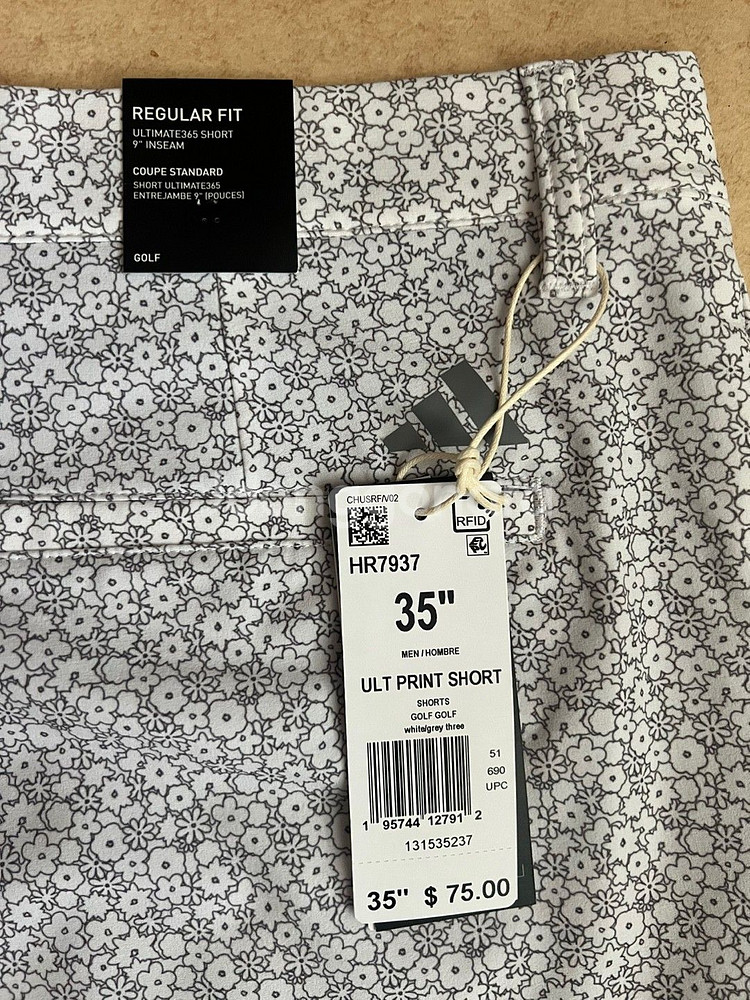 REGULAR FIT
ULTIMATE365 SHORT
9" INSEAM
COUPE STANDARD
SHORT ULTIMATE365
ENTREJAMBE 9" (POUCES)
GOLF
CHUSRF/V02
RFID
HR7937
35"
MEN / HOMBRE
ULT PRINT SHORT
SHORTS
GOLF GOLF
white/grey three
51
690
UPC
1 95744 12791 2
131535237
35" $ 75.00